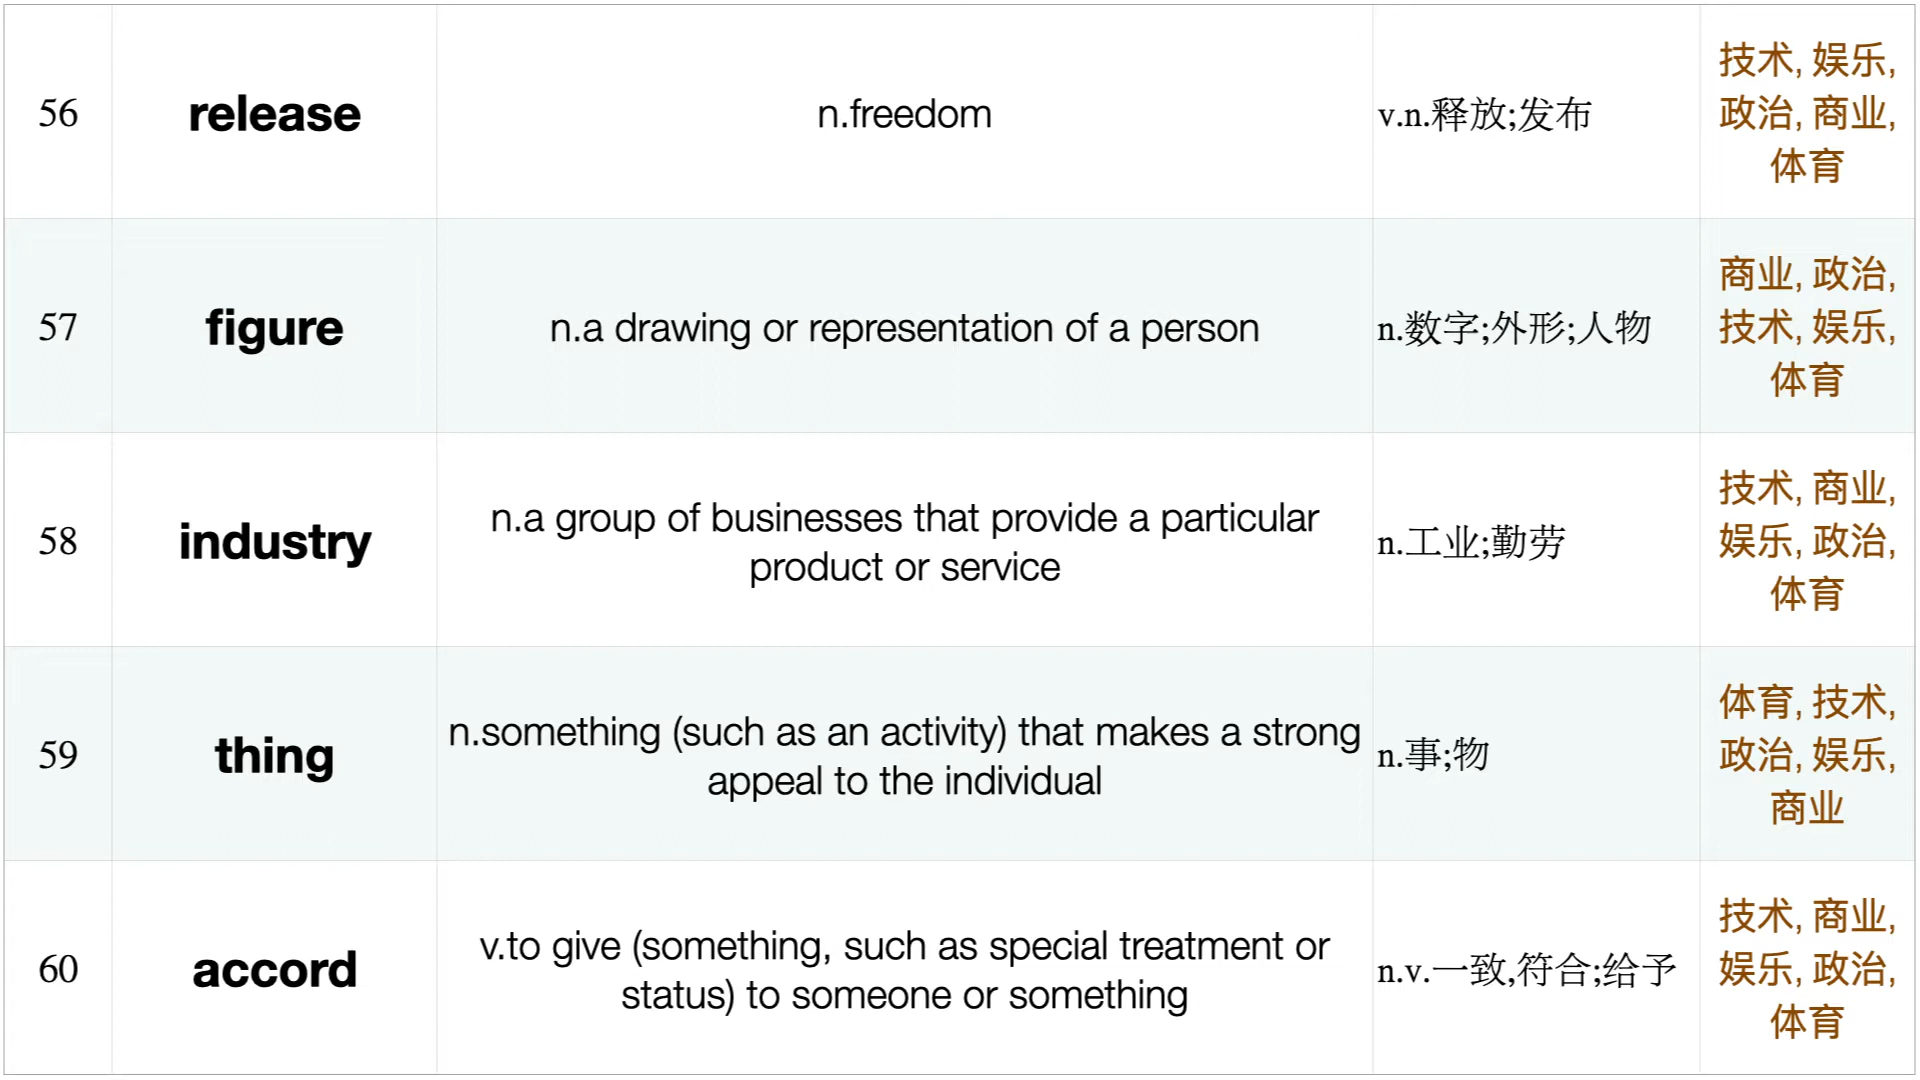 56
release
n.freedom
v.n.释放;发布
技术, 娱乐,
政治, 商业,
体育
57
figure
n.a drawing or representation of a person
n.数字;外形;人物
商业, 政治,
技术, 娱乐,
体育
58
industry
n.a group of businesses that provide a particular
product or service
n.工业;勤劳
技术, 商业,
娱乐, 政治,
体育
59
thing
n.something (such as an activity) that makes a strong
appeal to the individual
n.事;物
体育, 技术,
政治, 娱乐,
商业
60
accord
v.to give (something, such as special treatment or
status) to someone or something
n.v.一致,符合;给予
技术, 商业,
娱乐, 政治,
体育